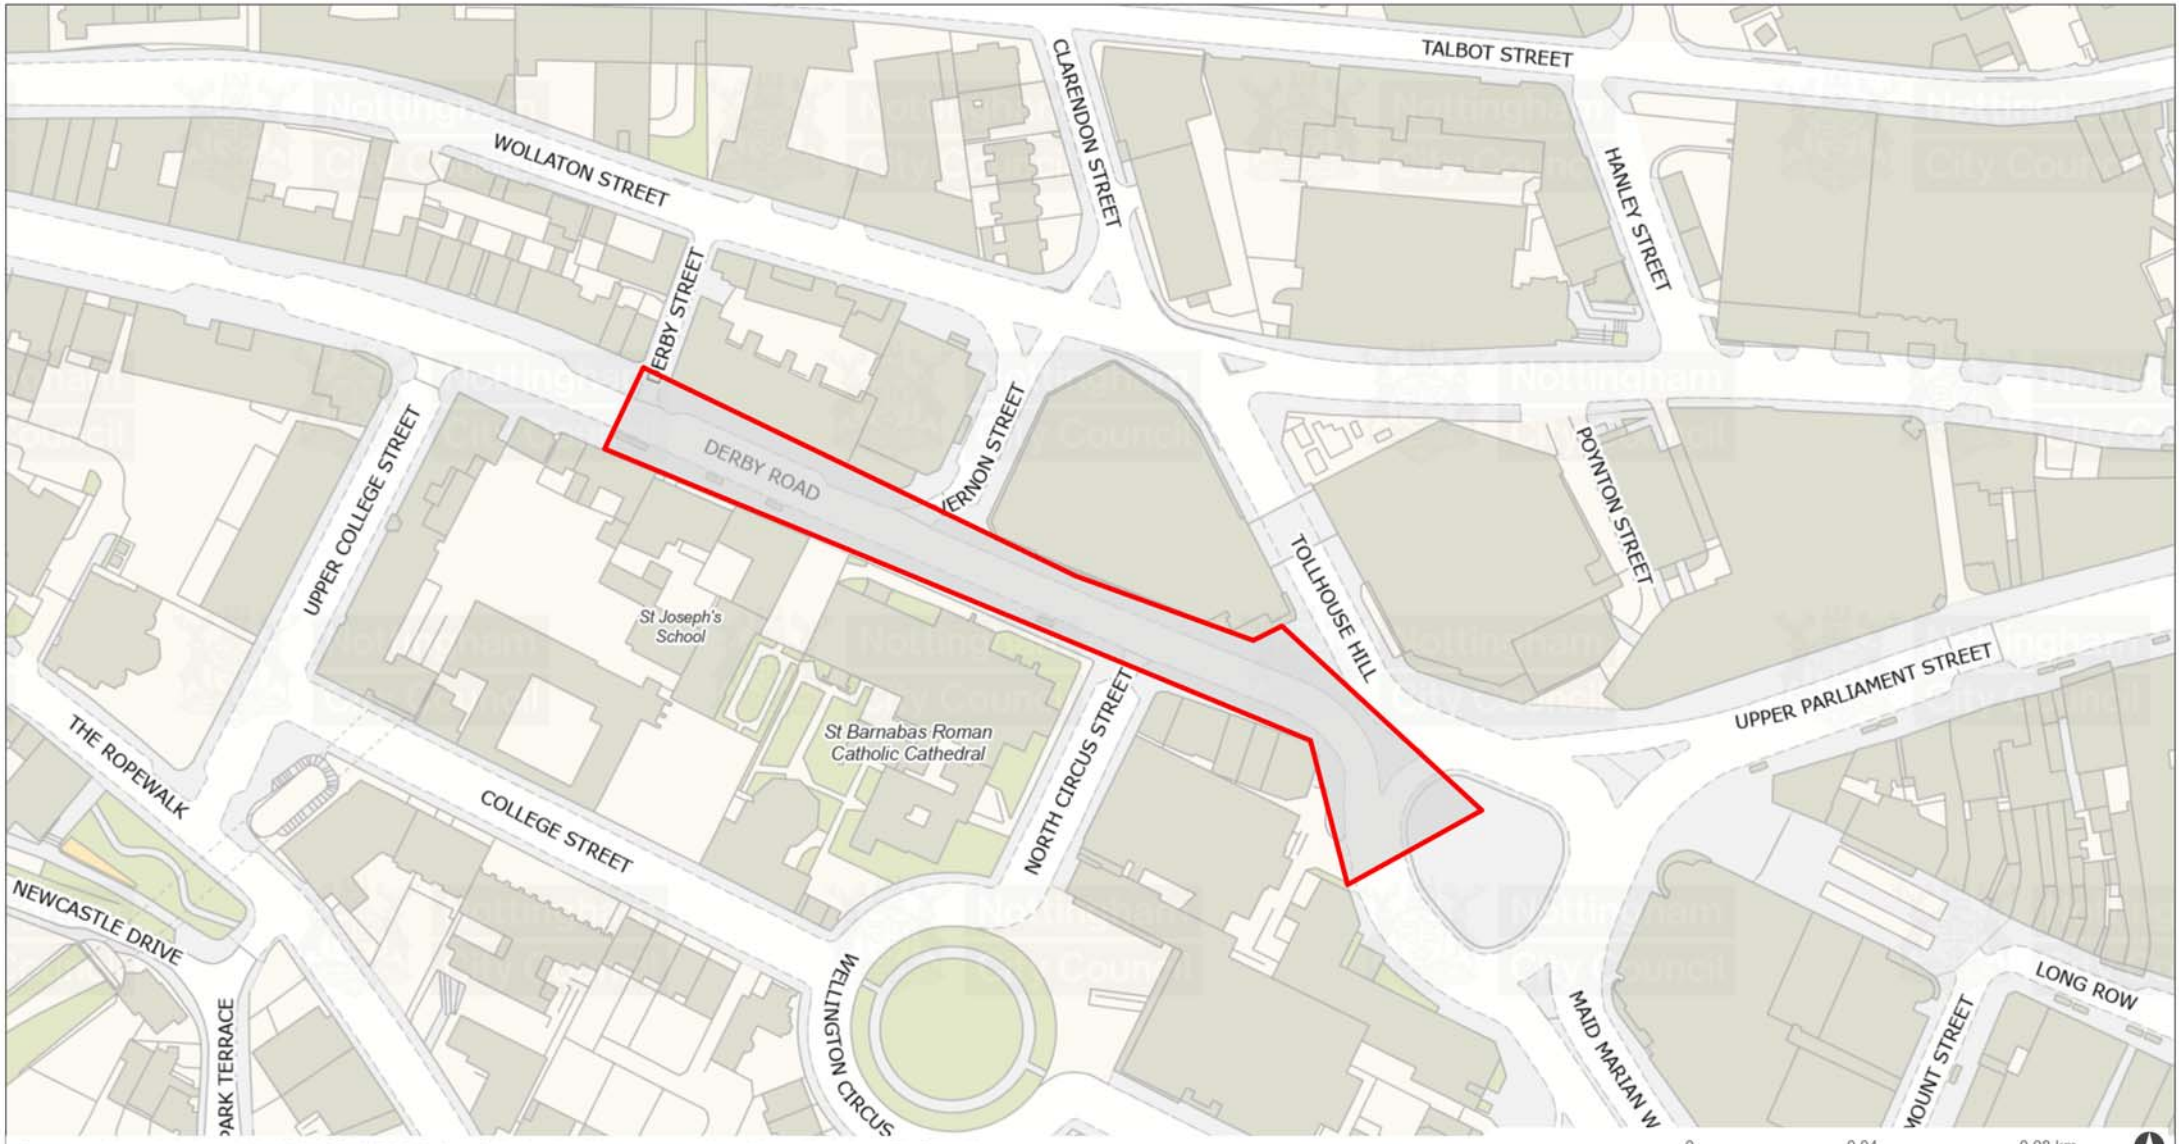 TALBOT STREET
CLARENDON STREET
WOLLATON STREET
HANLEY STREET
ERBY STREET
DERBY ROAD
VERNON STREET
UPPER COLLEGE STREET
POYNTON STREET
TOLLHOUSE HILL
St Joseph's
School
UPPER PARLIAMENT STREET
St Barnabas Roman
Catholic Cathedral
NORTH CIRCUS STREET
THE ROPEWALK
COLLEGE STREET
NEWCASTLE DRIVE
WELLINGTON CIRCUS
LONG ROW
MAID MARIAN W
MOUNT STREET
PARK TERRACE
Nottingham
City Council